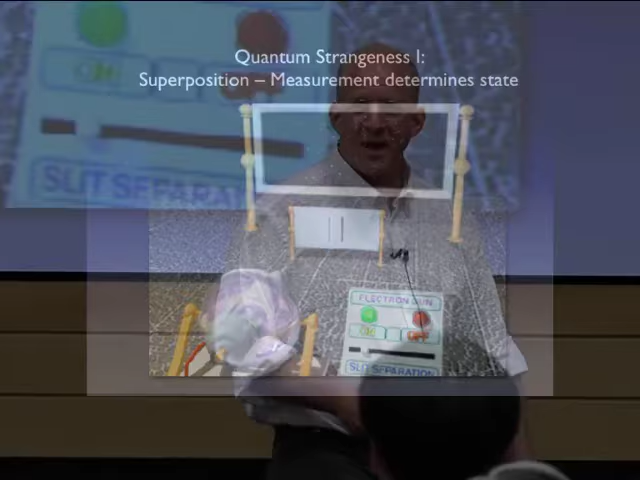 Quantum Strangeness I:
Superposition – Measurement determines state
SLIT SEPARATION
ELECTRON GUN
ON
OFF
SLIT SEPARATION